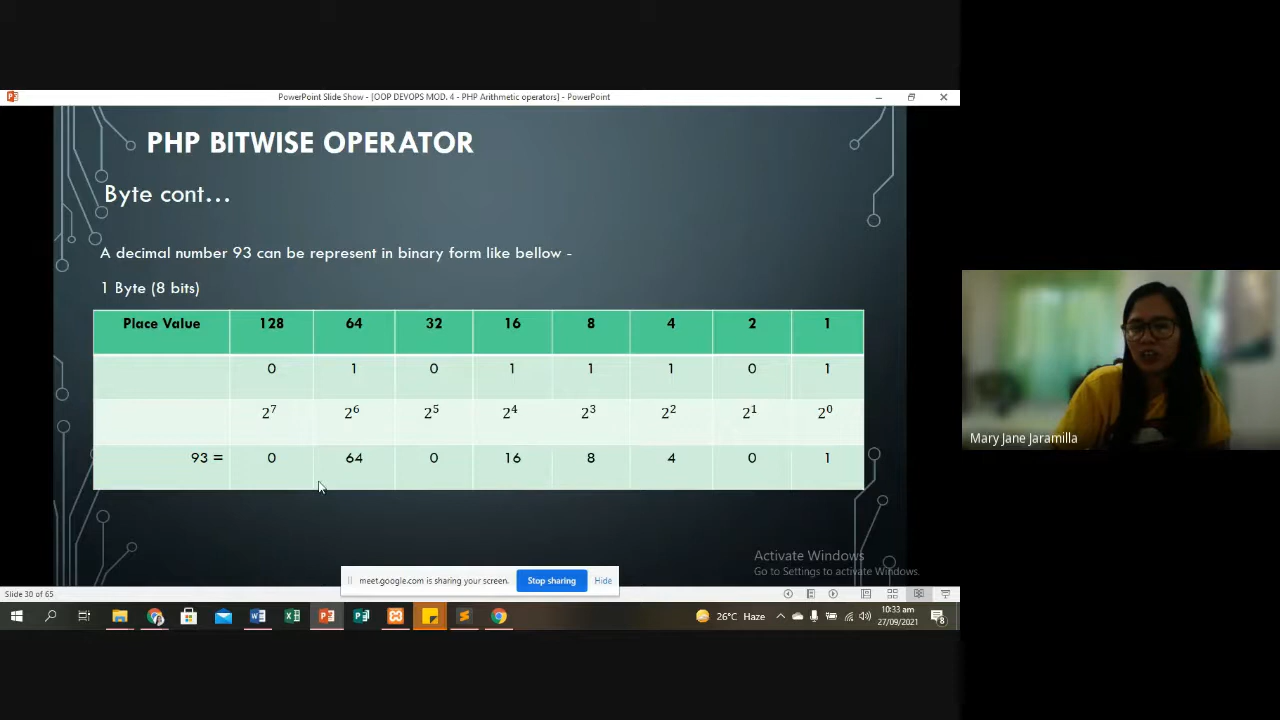 PowerPoint Slide Show - [OOP DEVOPS MOD. 4 - PHP Arithmetic operators] - PowerPoint
PHP BITWISE OPERATOR
Byte cont...
A decimal number 93 can be represent in binary form like bellow -
1 Byte (8 bits)
Place Value 128 64 32 16 8 4 2 1
0 1 0 1 1 1 0 1
2⁷ 2⁶ 2⁵ 2⁴ 2³ 2² 2¹ 2⁰
93 = 0 64 0 16 8 4 0 1
Mary Jane Jaramilla
Activate Windows
Go to Settings to activate Windows.
meet.google.com is sharing your screen. Stop sharing Hide
Slide 30 of 65
26°C Haze
10:33 am
27/09/2021
8